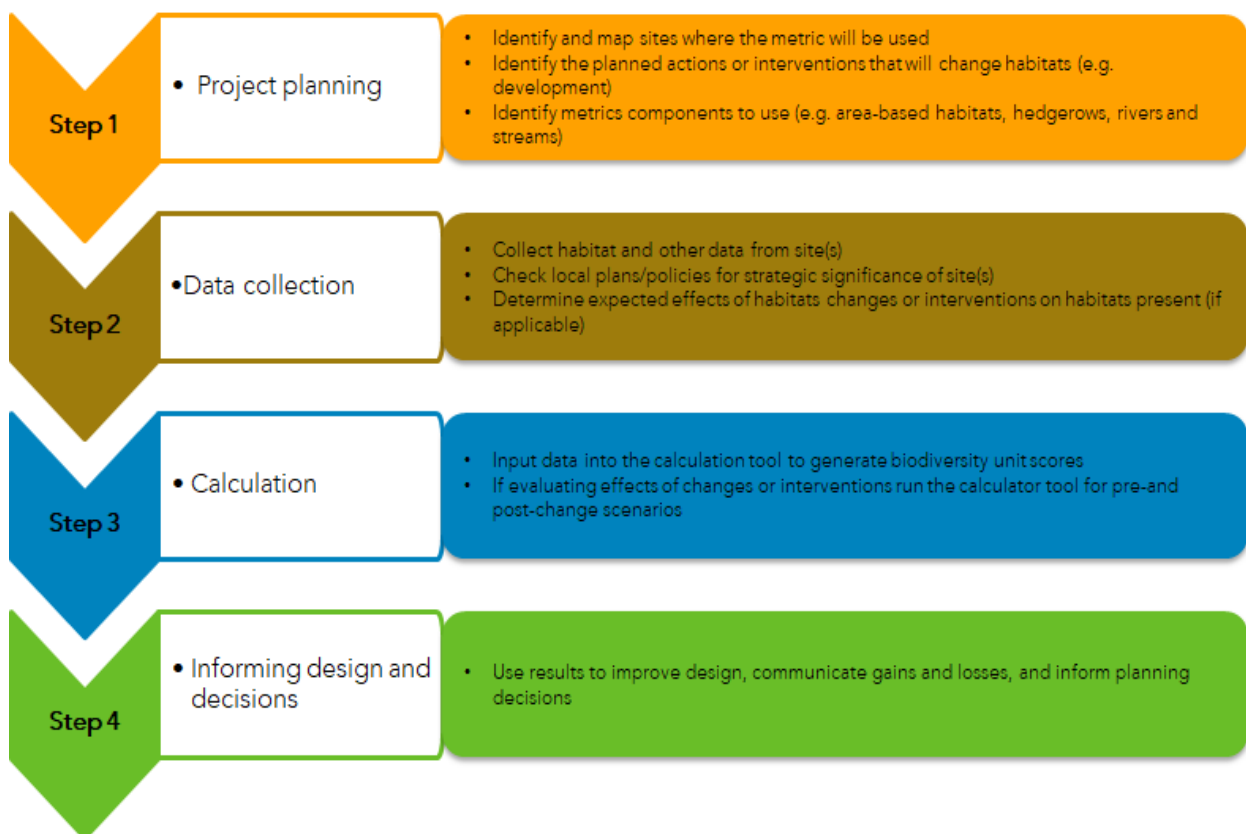 Step 1
• Project planning
• Identify and map sites where the metric will be used
• Identify the planned actions or interventions that will change habitats (e.g.
development)
• Identify metrics components to use (e.g. area-based habitats, hedgerows, rivers and
streams)
Step 2
•Data collection
• Collect habitat and other data from site(s)
• Check local plans/policies for strategic significance of site(s)
• Determine expected effects of habitats changes or interventions on habitats present (if
applicable)
Step 3
• Calculation
• Input data into the calculation tool to generate biodiversity unit scores
• If evaluating effects of changes or interventions run the calculator tool for pre-and
post-change scenarios
Step 4
• Informing design and
decisions
• Use results to improve design, communicate gains and losses, and inform planning
decisions